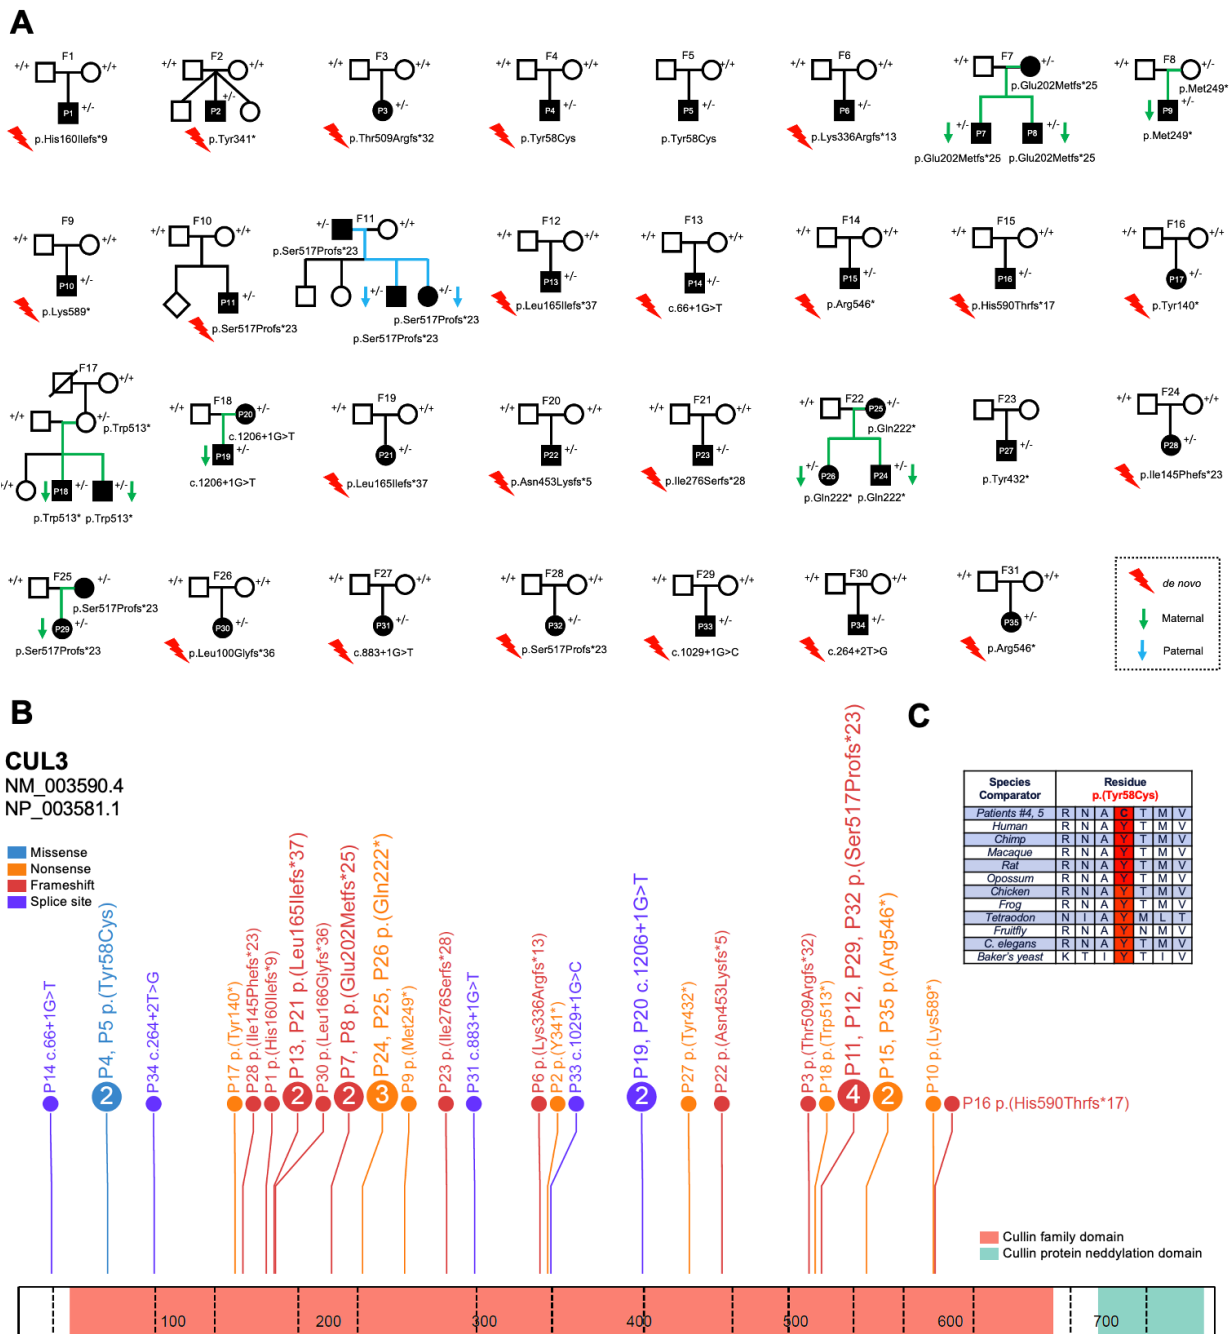 A
F1
+/+
+/+
P1
+/-
p.His160Ilefs*9
F2
+/+
+/+
P2
+/-
p.Tyr341*
F3
+/+
+/+
P3
+/-
p.Thr509Argfs*32
F4
+/+
+/+
P4
+/-
p.Tyr58Cys
F5
+/+
P5
p.Tyr58Cys
F6
+/+
+/+
P6
+/-
p.Lys336Argfs*13
F7
+/+
+/-
p.Glu202Metfs*25
+/-
P7
+/-
P8
p.Glu202Metfs*25
p.Glu202Metfs*25
F8
+/+
+/-
p.Met249*
P9
+/-
p.Met249*
F9
+/+
+/+
P10
+/-
p.Lys589*
F10
+/+
+/+
P11
+/-
p.Ser517Profs*23
F11
+/-
+/+
p.Ser517Profs*23
+/-
+/-
p.Ser517Profs*23
p.Ser517Profs*23
F12
+/+
+/+
P13
+/-
p.Leu165Ilefs*37
F13
+/+
+/+
P14
+/-
c.66+1G>T
F14
+/+
+/+
P15
+/-
p.Arg546*
F15
+/+
+/+
P16
+/-
p.His590Thrfs*17
F16
+/+
+/+
P17
+/-
p.Tyr140*
F17
+/+
+/+
+/-
p.Trp513*
+/+
P18
+/-
+/-
p.Trp513*
p.Trp513*
F18
+/+
P20
+/-
c.1206+1G>T
P19
+/-
c.1206+1G>T
F19
+/+
+/+
P21
+/-
p.Leu165Ilefs*37
F20
+/+
+/+
P22
+/-
p.Asn453Lysfs*5
F21
+/+
+/+
P23
+/-
p.Ile276Serfs*28
F22
+/+
P25
+/-
p.Gln222*
+/-
P26
+/-
P24
p.Gln222*
p.Gln222*
F23
P27
+/-
p.Tyr432*
F24
+/+
+/+
P28
+/-
p.Ile145Phefs*23
F25
+/+
+/-
p.Ser517Profs*23
P29
+/-
p.Ser517Profs*23
F26
+/+
+/+
P30
+/-
p.Leu100Glyfs*36
F27
+/+
+/+
P31
+/-
c.883+1G>T
F28
+/+
+/+
P32
+/-
p.Ser517Profs*23
F29
+/+
+/+
P33
+/-
c.1029+1G>C
F30
+/+
+/+
P34
+/-
c.264+2T>G
F31
+/+
+/+
P35
+/-
p.Arg546*
de novo
Maternal
Paternal
B
CUL3
NM_003590.4
NP_003581.1
Missense
Nonsense
Frameshift
Splice site
P14 c.66+1G>T
P4, P5 p.(Tyr58Cys)
2
P34 c.264+2T>G
P17 p.(Tyr140*)
P28 p.(Ile145Phefs*23)
P1 p.(His160Ilefs*9)
P13, P21 p.(Leu165Ilefs*37)
2
P30 p.(Leu166Glyfs*36)
P7, P8 p.(Glu202Metfs*25)
2
P24, P25, P26 p.(Gln222*)
3
P9 p.(Met249*)
P23 p.(Ile276Serfs*28)
P31 c.883+1G>T
P6 p.(Lys336Argfs*13)
P2 p.(Y341*)
P33 c.1029+1G>C
P19, P20 c.1206+1G>T
2
P27 p.(Tyr432*)
P22 p.(Asn453Lysfs*5)
P3 p.(Thr509Argfs*32)
P18 p.(Trp513*)
P11, P12, P29, P32 p.(Ser517Profs*23)
4
P15, P35 p.(Arg546*)
2
P10 p.(Lys589*)
P16 p.(His590Thrfs*17)
Cullin family domain
Cullin protein neddylation domain
100
200
300
400
500
600
700
C
Species Comparator
Residue
p.(Tyr58Cys)
Patients #4, 5 R N A C T M V
Human R N A Y T M V
Chimp R N A Y T M V
Macaque R N A Y T M V
Rat R N A Y T M V
Opossum R N A Y T M V
Chicken R N A Y T M V
Frog R N A Y T M V
Tetraodon N I A Y M L T
Fruitfly R N A Y N M V
C. elegans R N A Y T M V
Baker's yeast K T I Y T I V